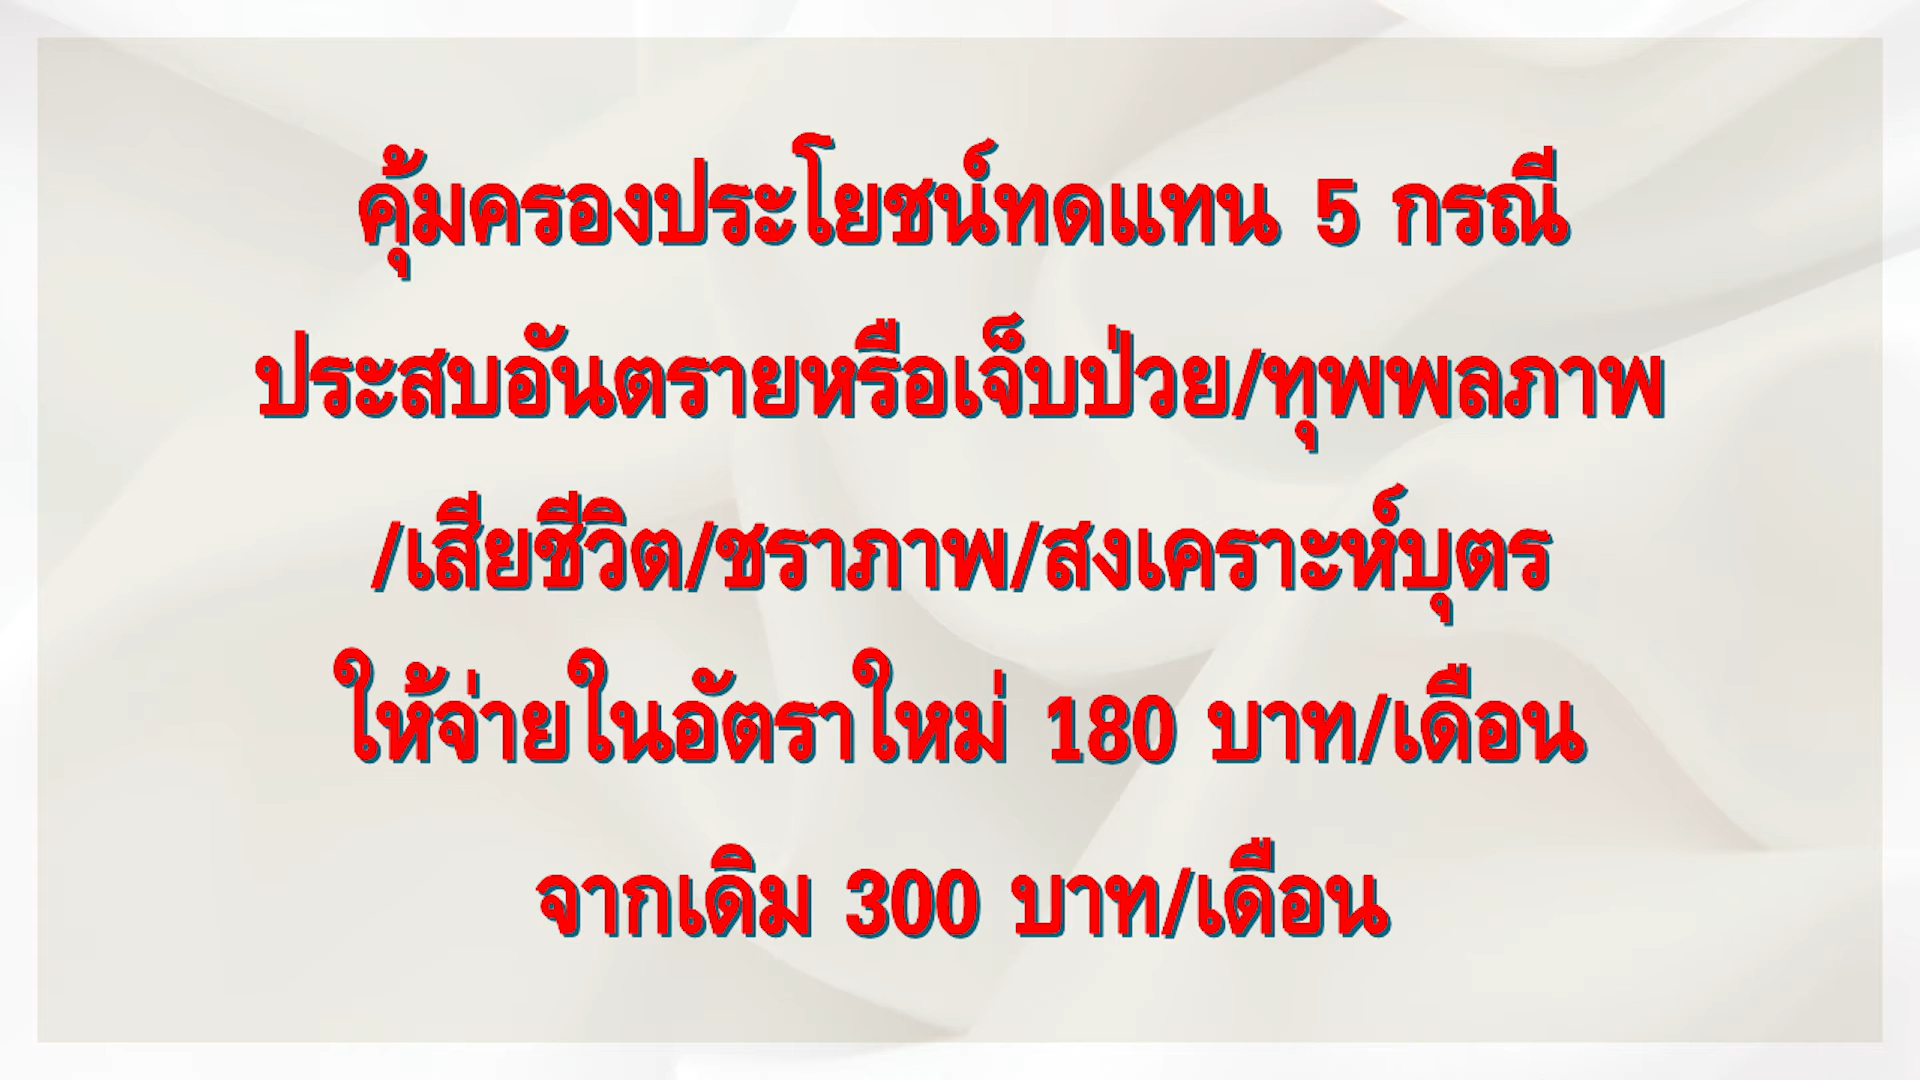 คุ้มครองประโยชน์ทดแทน 5 กรณี
ประสบอันตรายหรือเจ็บป่วย/ทุพพลภาพ
/เสียชีวิต/ชราภาพ/สงเคราะห์บุตร
ให้จ่ายในอัตราใหม่ 180 บาท/เดือน
จากเดิม 300 บาท/เดือน